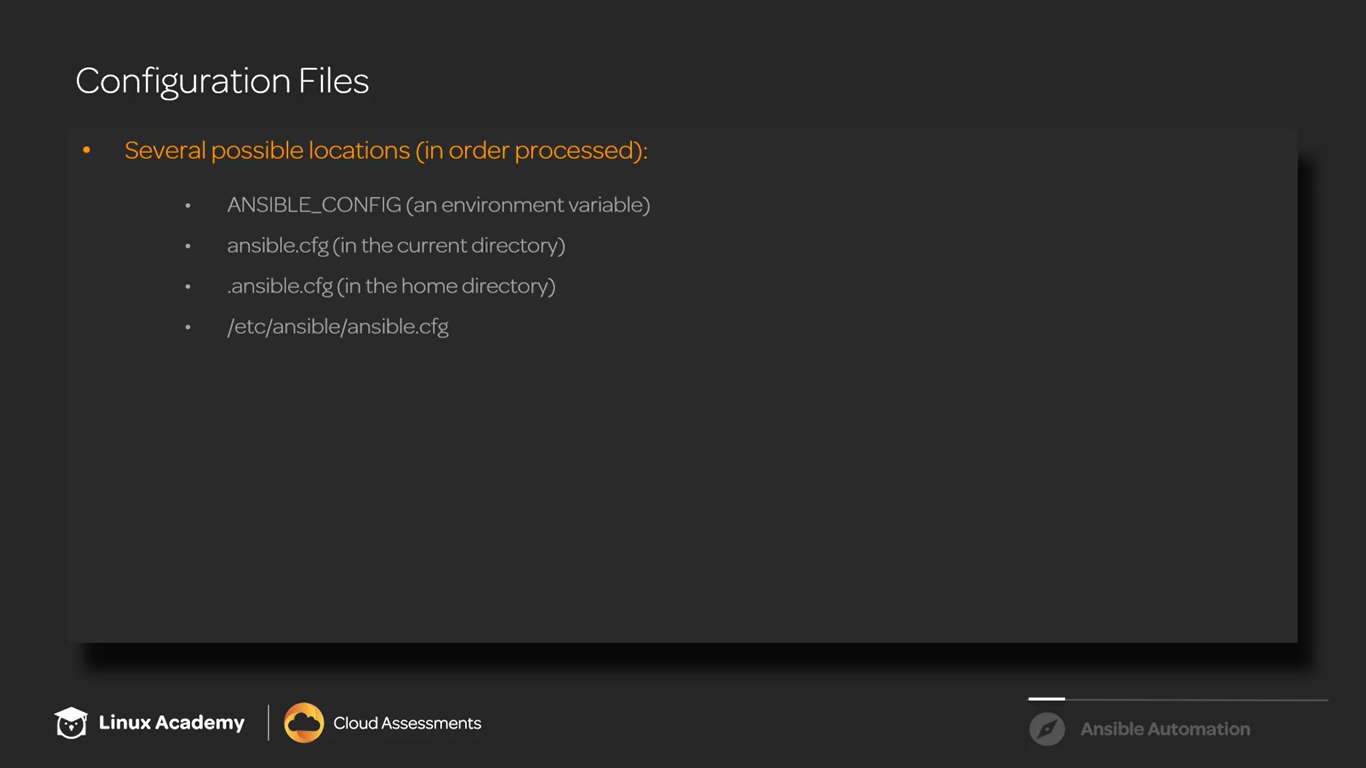 Configuration Files
• Several possible locations (in order processed):
• ANSIBLE_CONFIG (an environment variable)
• ansible.cfg (in the current directory)
• .ansible.cfg (in the home directory)
• /etc/ansible/ansible.cfg
Linux Academy
Cloud Assessments
Ansible Automation